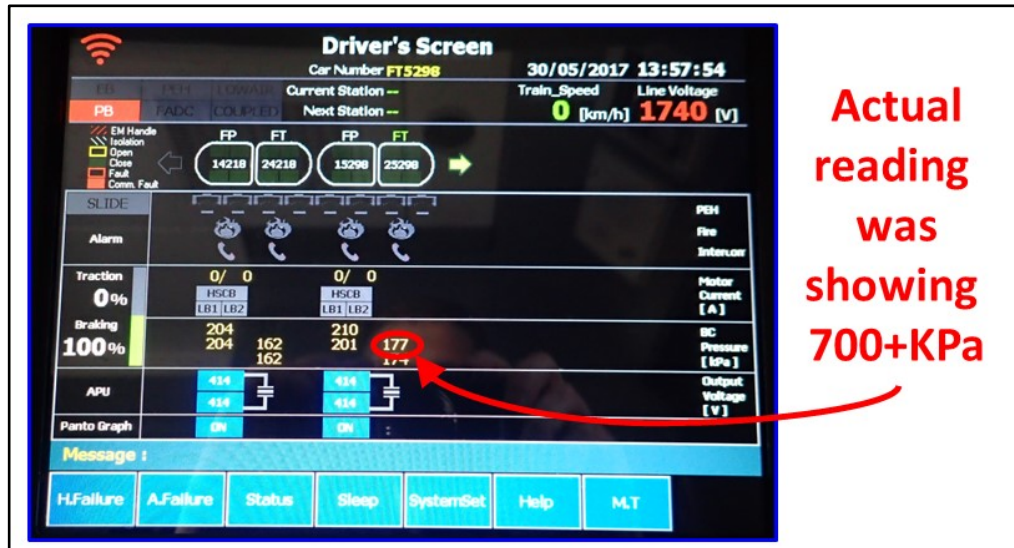 Driver's Screen
Car Number FT5298
30/05/2017 13:57:54
EB PEH LOWAIR
Current Station --
Train_Speed Line Voltage
PB FADC COUPLED
Next Station --
0 [km/h] 1740 [V]
EM Handle
Isolation
Open
Close
Fault
Comm. Fault
FP FT FP FT
14218 24218 15298 25298
SLIDE
PEH
Alarm
Fire
Intercom
Traction
0%
0/ 0 0/ 0
HSCB HSCB
LB1 LB2 LB1 LB2
Motor
Current
[A]
Braking
100%
204 210
204 162 201 177
162 174
BC
Pressure
[kPa]
APU
414 414
414 414
Output
Voltage
[V]
Panto Graph
ON ON
Message :
H.Failure A.Failure Status Sleep SystemSet Help M.T
Actual
reading
was
showing
700+KPa